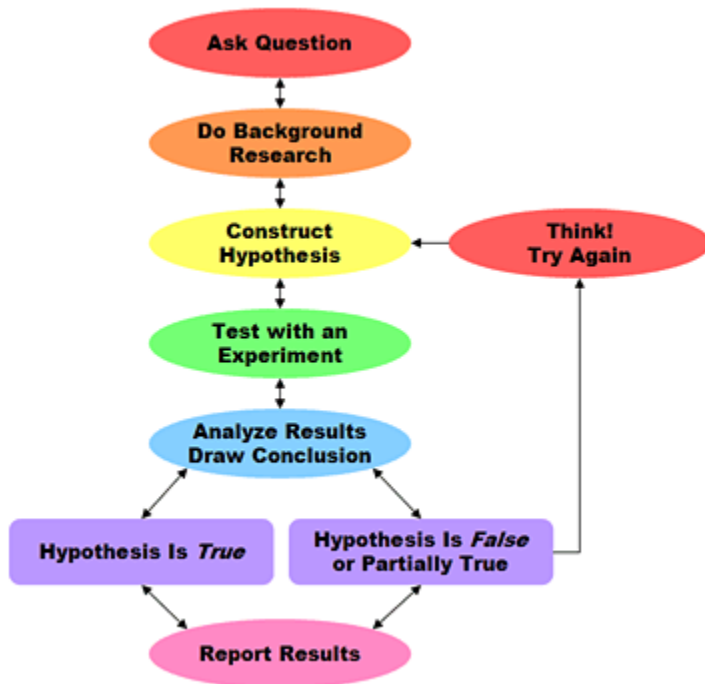 Ask Question
Do Background
Research
Construct
Hypothesis
Think!
Try Again
Test with an
Experiment
Analyze Results
Draw Conclusion
Hypothesis Is True
Hypothesis Is False
or Partially True
Report Results